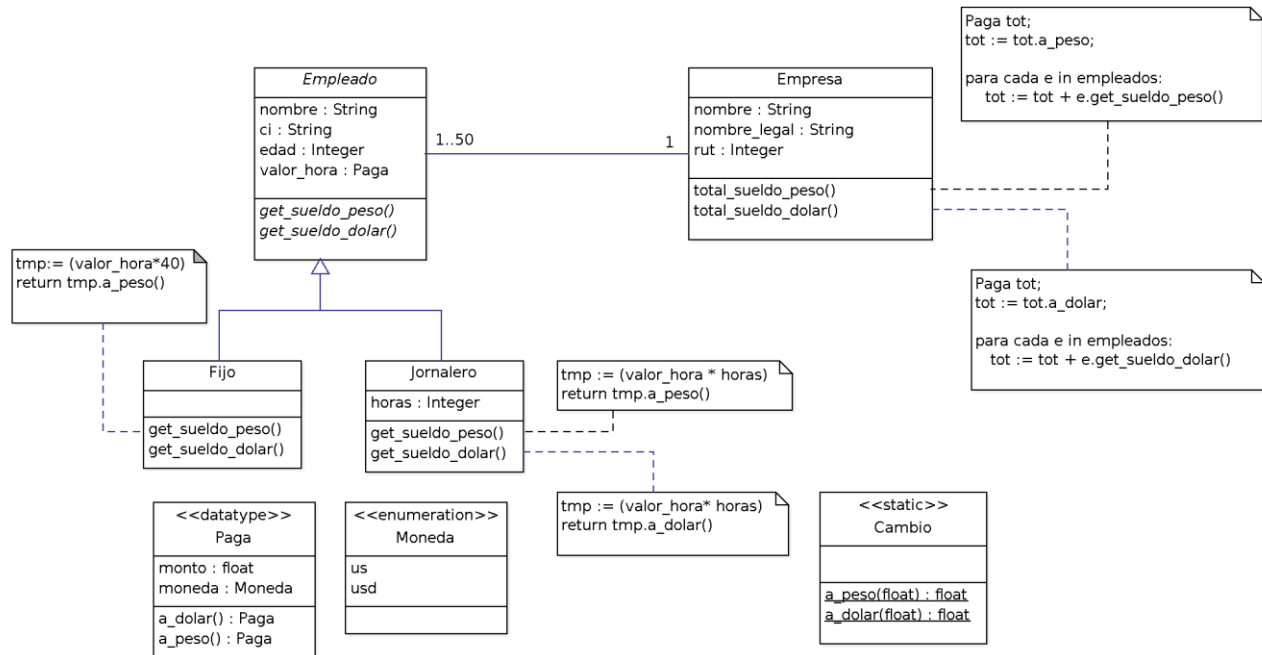 Empleado
nombre : String
ci : String
edad : Integer
valor_hora : Paga
get_sueldo_peso()
get_sueldo_dolar()
1..50
1
Empresa
nombre : String
nombre_legal : String
rut : Integer
total_sueldo_peso()
total_sueldo_dolar()
Paga tot;
tot := tot.a_peso;
para cada e in empleados:
tot := tot + e.get_sueldo_peso()
Paga tot;
tot := tot.a_dolar;
para cada e in empleados:
tot := tot + e.get_sueldo_dolar()
tmp:= (valor_hora*40)
return tmp.a_peso()
Fijo
get_sueldo_peso()
get_sueldo_dolar()
Jornalero
horas : Integer
get_sueldo_peso()
get_sueldo_dolar()
tmp := (valor_hora * horas)
return tmp.a_peso()
tmp := (valor_hora* horas)
return tmp.a_dolar()
<<datatype>>
Paga
monto : float
moneda : Moneda
a_dolar() : Paga
a_peso() : Paga
<<enumeration>>
Moneda
us
usd
<<static>>
Cambio
a_peso(float) : float
a_dolar(float) : float